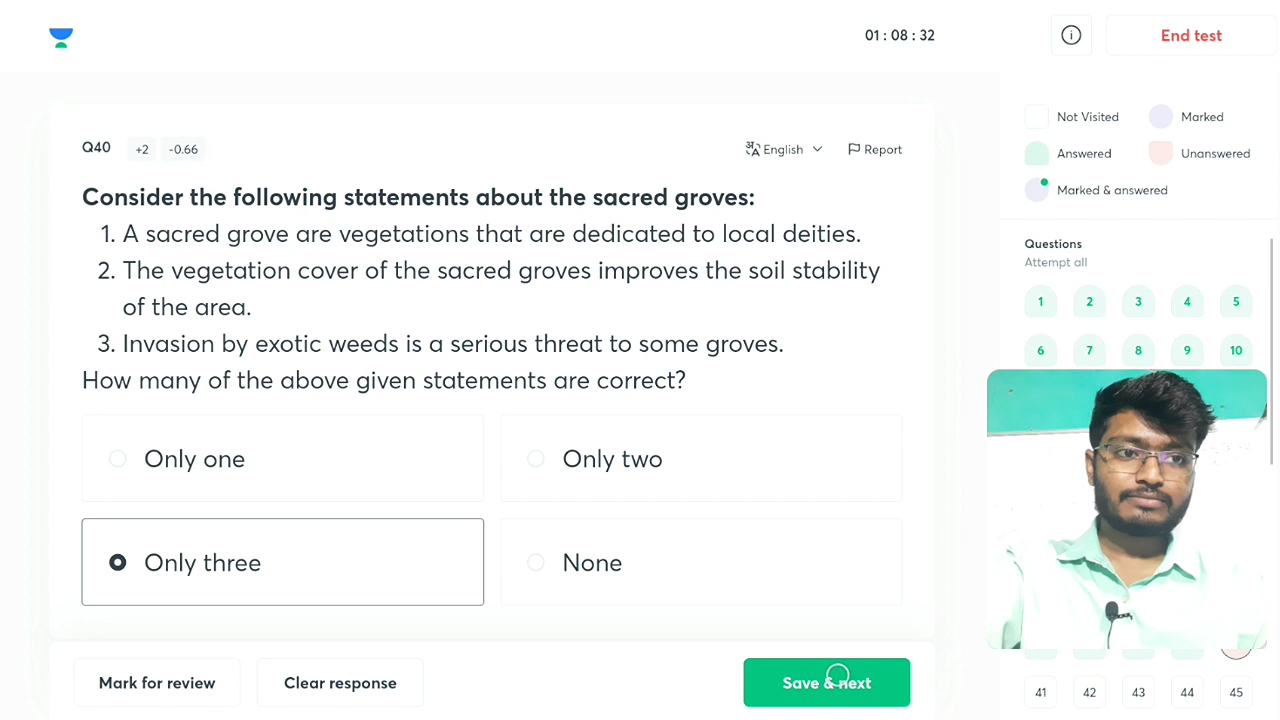 01 : 08 : 32
End test
Q40 +2 -0.66 English Report
Consider the following statements about the sacred groves:
1. A sacred grove are vegetations that are dedicated to local deities.
2. The vegetation cover of the sacred groves improves the soil stability
of the area.
3. Invasion by exotic weeds is a serious threat to some groves.
How many of the above given statements are correct?
Only one
Only two
Only three
None
Mark for review
Clear response
Save & next
Not Visited
Marked
Answered
Unanswered
Marked & answered
Questions
Attempt all
1 2 3 4 5
6 7 8 9 10
41 42 43 44 45